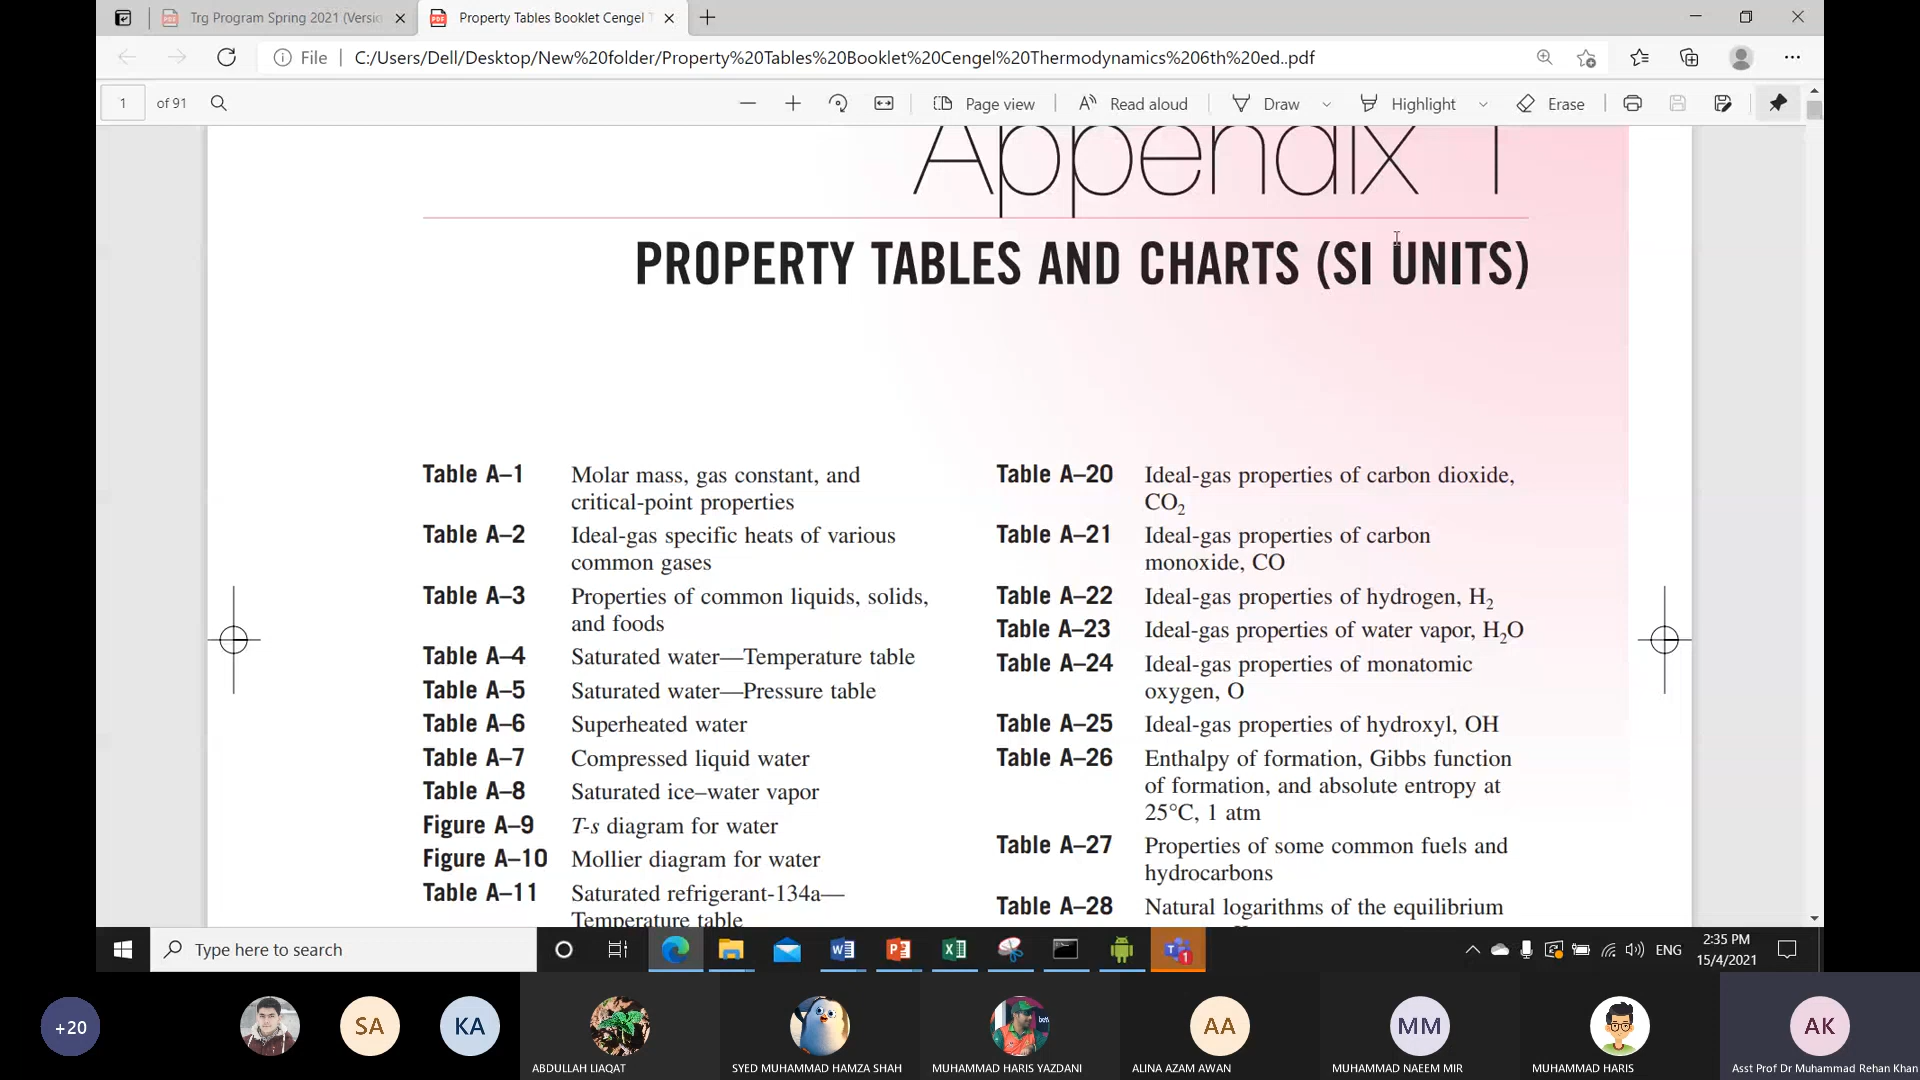 Trg Program Spring 2021 (Versio
Property Tables Booklet Cengel T
File
C:/Users/Dell/Desktop/New%20folder/Property%20Tables%20Booklet%20Cengel%20Thermodynamics%206th%20ed..pdf
1 of 91
Page view
Read aloud
Draw
Highlight
Erase
Appendix 1
PROPERTY TABLES AND CHARTS (SI UNITS)
Table A–1 Molar mass, gas constant, and
critical-point properties
Table A–2 Ideal-gas specific heats of various
common gases
Table A–3 Properties of common liquids, solids,
and foods
Table A–4 Saturated water—Temperature table
Table A–5 Saturated water—Pressure table
Table A–6 Superheated water
Table A–7 Compressed liquid water
Table A–8 Saturated ice–water vapor
Figure A–9 T-s diagram for water
Figure A–10 Mollier diagram for water
Table A–11 Saturated refrigerant-134a—
Temperature table
Table A–20 Ideal-gas properties of carbon dioxide,
CO2
Table A–21 Ideal-gas properties of carbon
monoxide, CO
Table A–22 Ideal-gas properties of hydrogen, H2
Table A–23 Ideal-gas properties of water vapor, H2O
Table A–24 Ideal-gas properties of monatomic
oxygen, O
Table A–25 Ideal-gas properties of hydroxyl, OH
Table A–26 Enthalpy of formation, Gibbs function
of formation, and absolute entropy at
25°C, 1 atm
Table A–27 Properties of some common fuels and
hydrocarbons
Table A–28 Natural logarithms of the equilibrium
Type here to search
1
ENG
2:35 PM
15/4/2021
+20
SA
KA
ABDULLAH LIAQAT
SYED MUHAMMAD HAMZA SHAH
MUHAMMAD HARIS YAZDANI
AA
ALINA AZAM AWAN
MM
MUHAMMAD NAEEM MIR
MUHAMMAD HARIS
AK
Asst Prof Dr Muhammad Rehan Khan